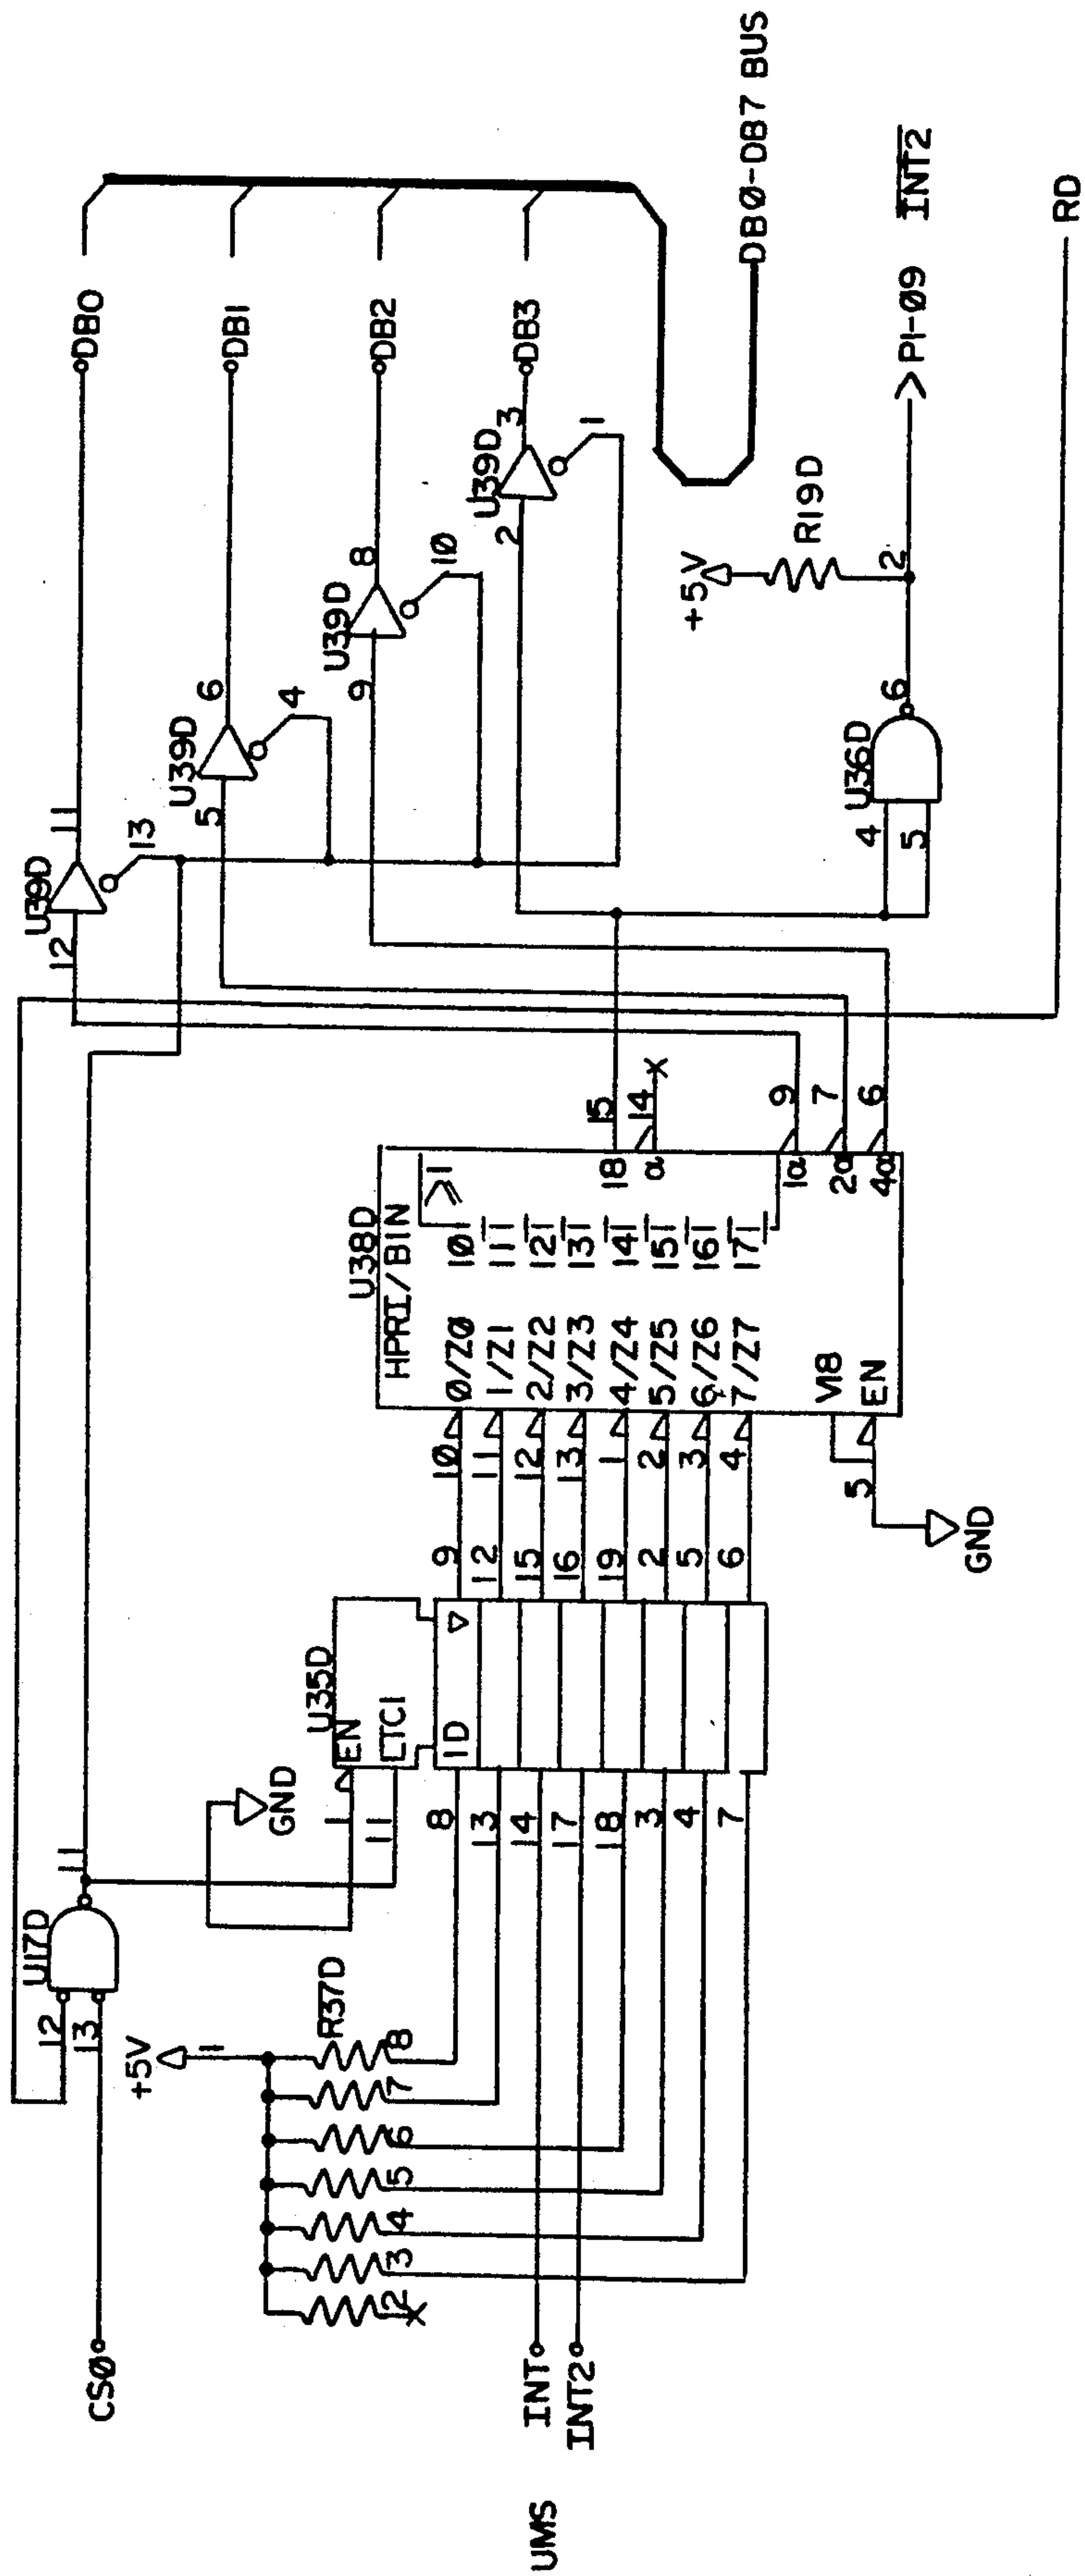 CSØ
12
13
U17D
11
+5V
1
R37D
2
3
4
5
6
7
8
GND
1
11
U35D
EN
LTC1
1D
8
13
14
17
18
3
4
7
9
12
15
16
19
2
5
6
UMS
INT
INT2
U38D
HPRI/BIN
≥1
10
11
12
13
1
2
3
4
0/Z0
1/Z1
2/Z2
3/Z3
4/Z4
5/Z5
6/Z6
7/Z7
10
11
12
13
14
15
16
17
V18
EN
5
GND
18
α
1α
2α
4α
15
14
9
7
6
U39D
12
11
13
DB0
U39D
5
6
4
DB1
U39D
9
8
10
DB2
U39D
2
3
1
DB3
DBØ-DB7 BUS
U36D
4
5
6
+5V
R19D
2
P1-09
INT2
RD